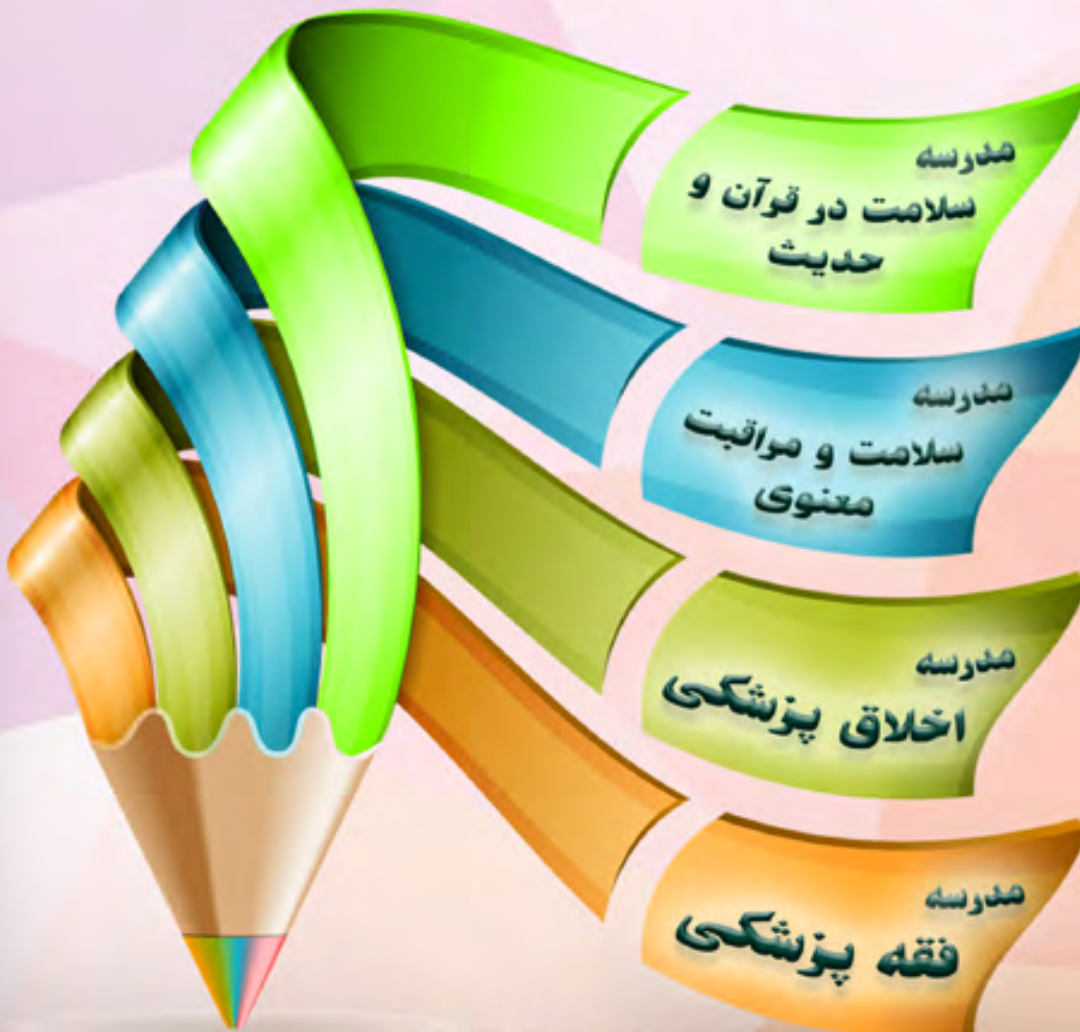 مدرسه
سلامت در قرآن و
حدیث
مدرسه
سلامت و مراقبت
معنوی
مدرسه
اخلاق پزشکی
مدرسه
فقه پزشکی